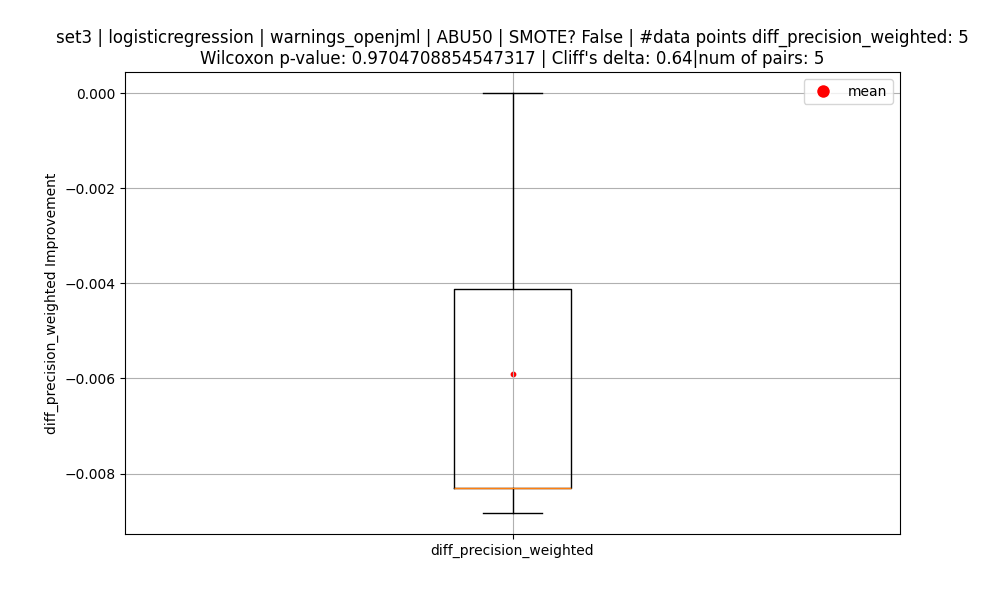 set3 | logisticregression | warnings_openjml | ABU50 | SMOTE? False | #data points diff_precision_weighted: 5
Wilcoxon p-value: 0.9704708854547317 | Cliff's delta: 0.64|num of pairs: 5
mean
0.000
−0.002
−0.004
−0.006
−0.008
diff_precision_weighted Improvement
diff_precision_weighted